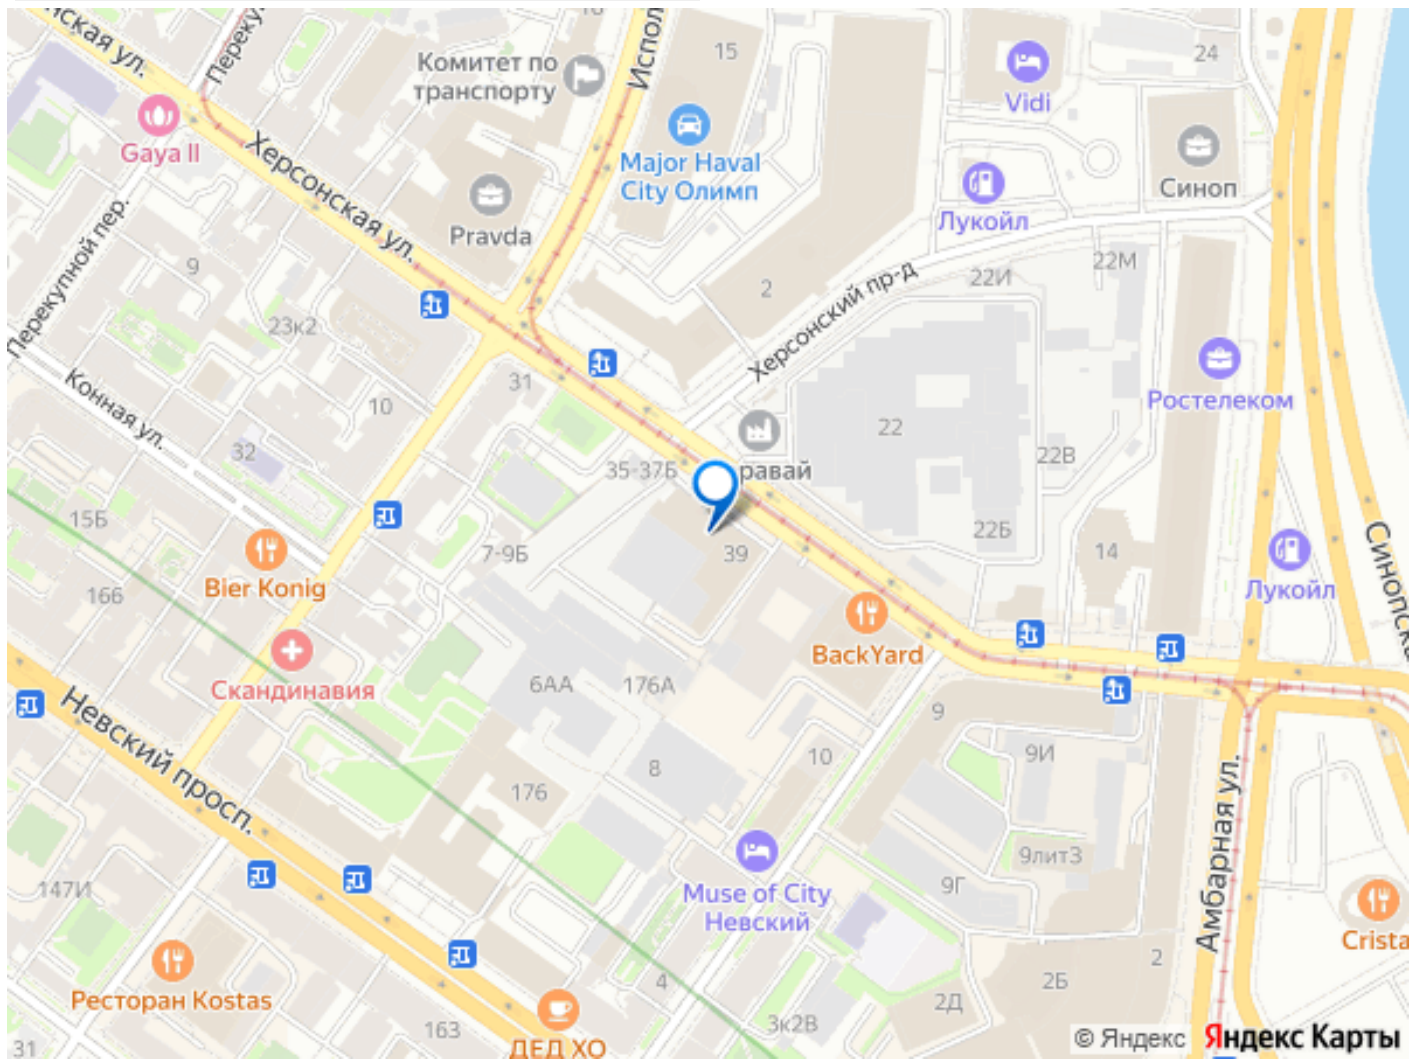 нская ул.
Переку
16
Комитет по
транспорту
Испол
15
Vidi
24
Gaya II
Major Haval
City Олимп
Синоп
Херсонская ул.
Pravda
Лукойл
Перекупной пер.
9
2
Херсонский пр-д
22И
22М
23к2
31
Конная ул.
10
Ростелеком
22
32
35-37Б
равай
22В
15Б
7-9Б
39
22Б
14
Синопска
Bier Konig
166
Лукойл
BackYard
Скандинавия
6АА
176А
9
Невский просп.
10
9И
8
176
Амбарная ул.
9литЗ
147И
Muse of City
Невский
9Г
Crista
Ресторан Kostas
4
2Б
2
2Д
163
3к2В
31
ДЕД ХО
© Яндекс Яндекс Карты